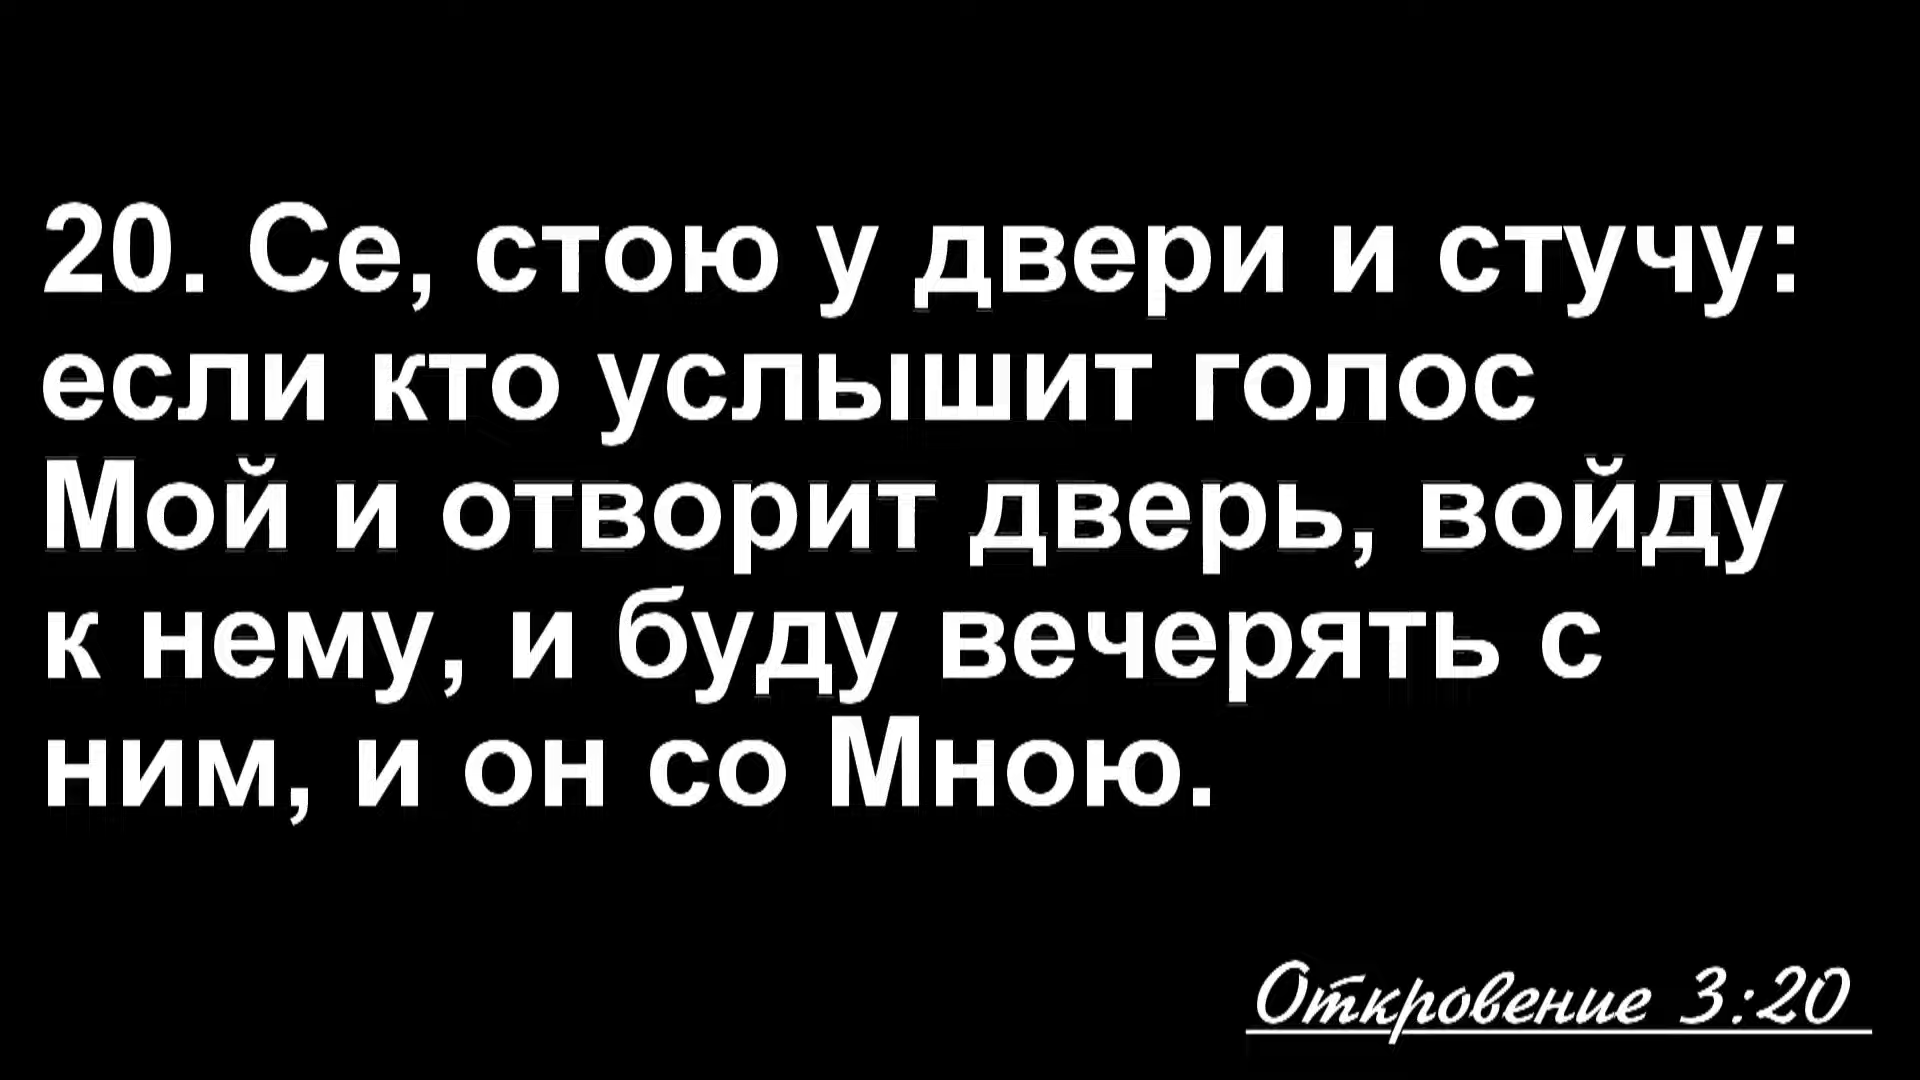 20. Се, стою у двери и стучу:
если кто услышит голос
Мой и отворит дверь, войду
к нему, и буду вечерять с
ним, и он со Мною.
Откровение 3:20